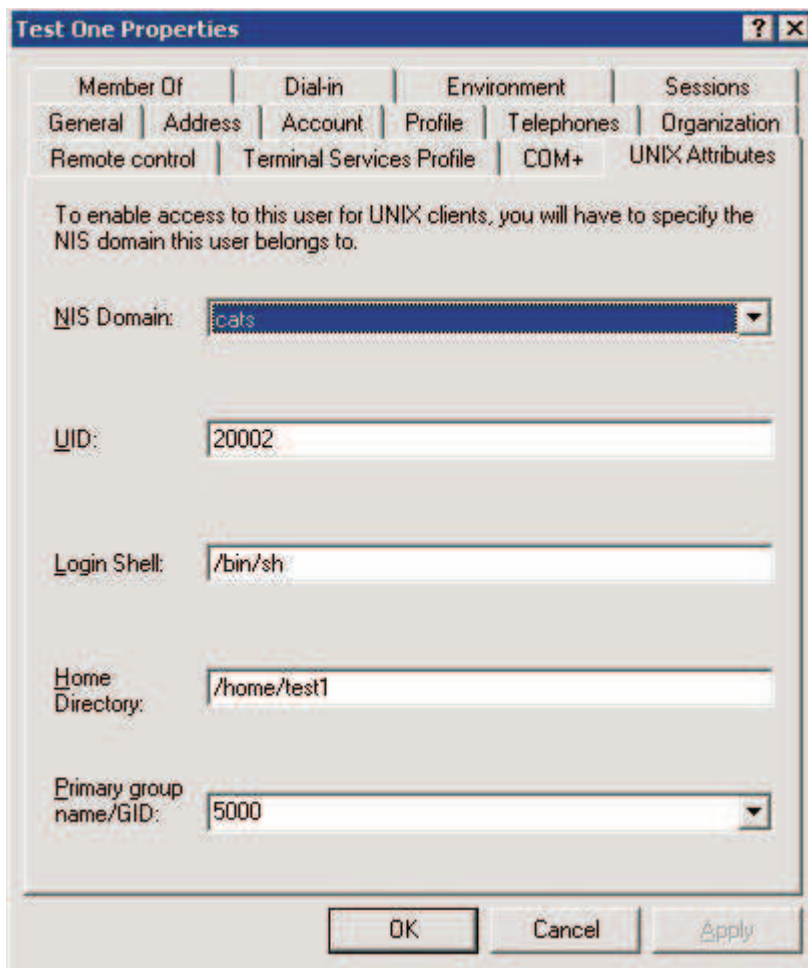 Test One Properties
Member Of Dial-in Environment Sessions
General Address Account Profile Telephones Organization
Remote control Terminal Services Profile COM+ UNIX Attributes
To enable access to this user for UNIX clients, you will have to specify the
NIS domain this user belongs to.
NIS Domain: cats
UID: 20002
Login Shell: /bin/sh
Home
Directory: /home/test1
Primary group
name/GID: 5000
OK Cancel Apply